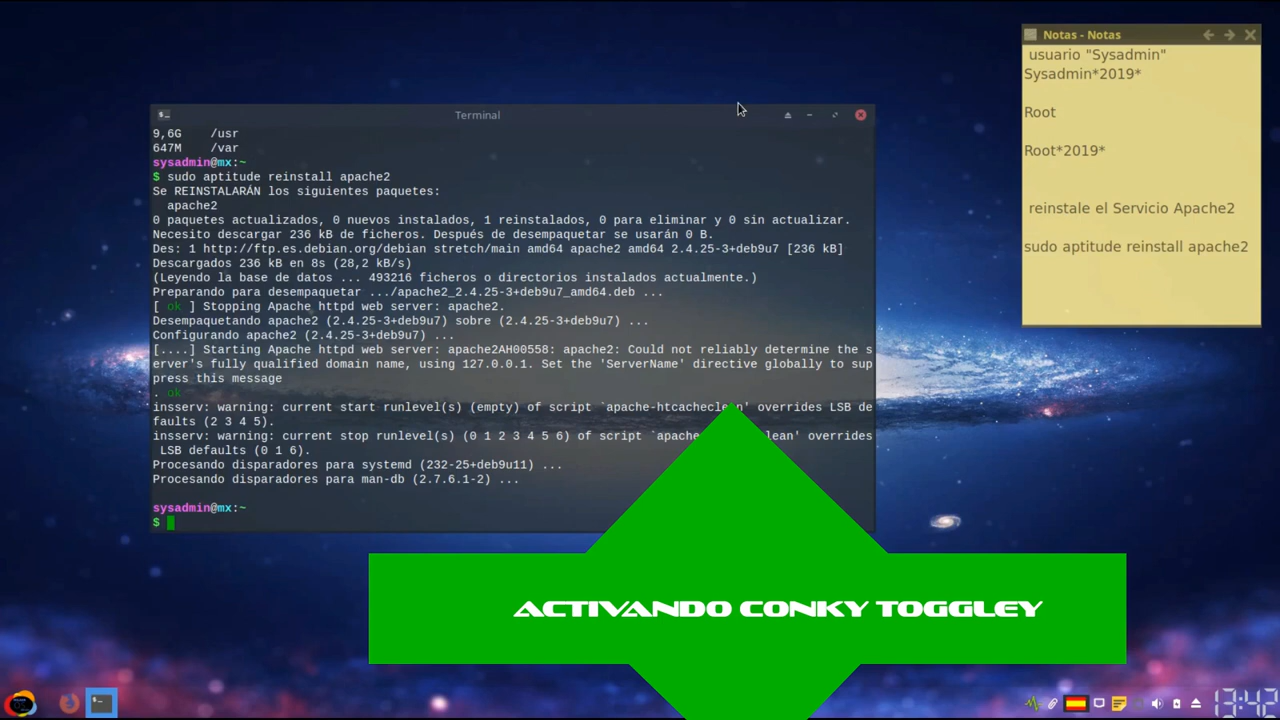 Terminal
9,6G    /usr
647M    /var
sysadmin@mx:~
$ sudo aptitude reinstall apache2
Se REINSTALARÁN los siguientes paquetes:
  apache2
0 paquetes actualizados, 0 nuevos instalados, 1 reinstalados, 0 para eliminar y 0 sin actualizar.
Necesito descargar 236 kB de ficheros. Después de desempaquetar se usarán 0 B.
Des: 1 http://ftp.es.debian.org/debian stretch/main amd64 apache2 amd64 2.4.25-3+deb9u7 [236 kB]
Descargados 236 kB en 8s (28,2 kB/s)
(Leyendo la base de datos ... 493216 ficheros o directorios instalados actualmente.)
Preparando para desempaquetar .../apache2_2.4.25-3+deb9u7_amd64.deb ...
[ ok ] Stopping Apache httpd web server: apache2.
Desempaquetando apache2 (2.4.25-3+deb9u7) sobre (2.4.25-3+deb9u7) ...
Configurando apache2 (2.4.25-3+deb9u7) ...
[....] Starting Apache httpd web server: apache2AH00558: apache2: Could not reliably determine the s
erver's fully qualified domain name, using 127.0.0.1. Set the 'ServerName' directive globally to sup
press this message
. ok
insserv: warning: current start runlevel(s) (empty) of script `apache-htcacheclean' overrides LSB de
faults (2 3 4 5).
insserv: warning: current stop runlevel(s) (0 1 2 3 4 5 6) of script `apache lean' overrides
 LSB defaults (0 1 6).
Procesando disparadores para systemd (232-25+deb9u11) ...
Procesando disparadores para man-db (2.7.6.1-2) ...
sysadmin@mx:~
$
Notas - Notas
usuario "Sysadmin"
Sysadmin*2019*
Root
Root*2019*
reinstale el Servicio Apache2
sudo aptitude reinstall apache2
ACTIVANDO CONKY TOGGLEY
13:42